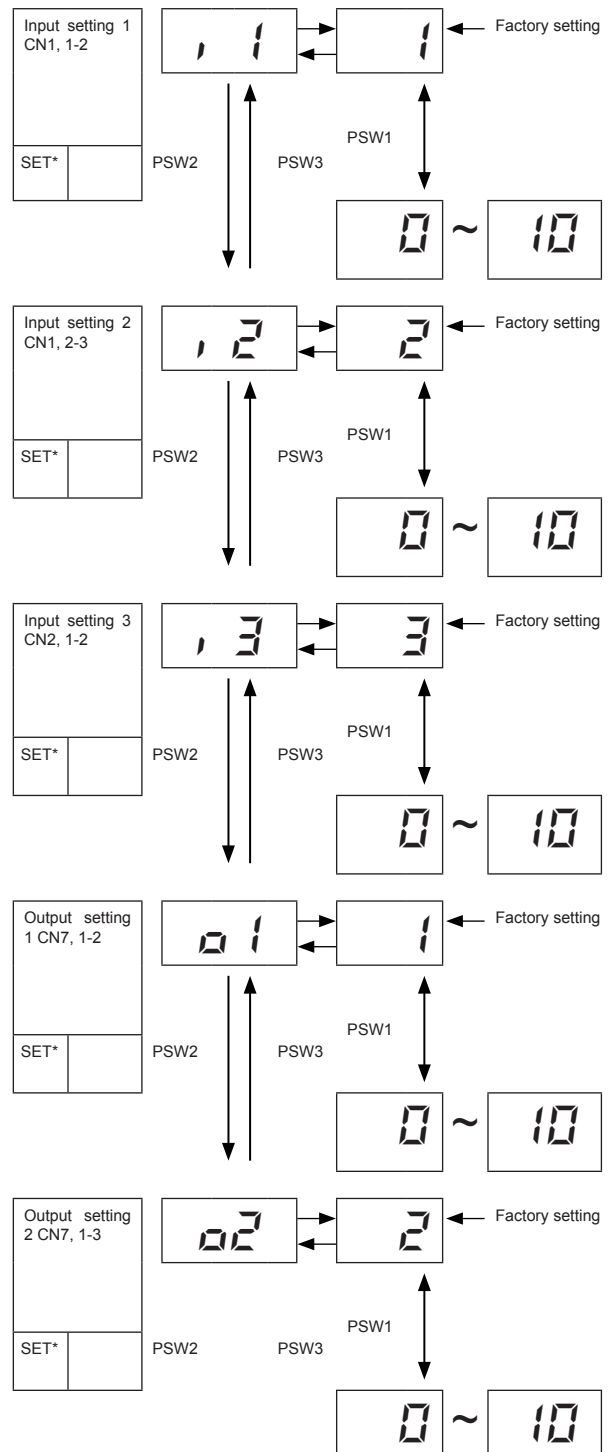 Input setting 1
CN1, 1-2
i 1
1
Factory setting
SET*
PSW2
PSW3
PSW1
0 ~ 10
Input setting 2
CN1, 2-3
i 2
2
Factory setting
SET*
PSW2
PSW3
PSW1
0 ~ 10
Input setting 3
CN2, 1-2
i 3
3
Factory setting
SET*
PSW2
PSW3
PSW1
0 ~ 10
Output setting
1 CN7, 1-2
o1
1
Factory setting
SET*
PSW2
PSW3
PSW1
0 ~ 10
Output setting
2 CN7, 1-3
o2
2
Factory setting
SET*
PSW2
PSW3
PSW1
0 ~ 10